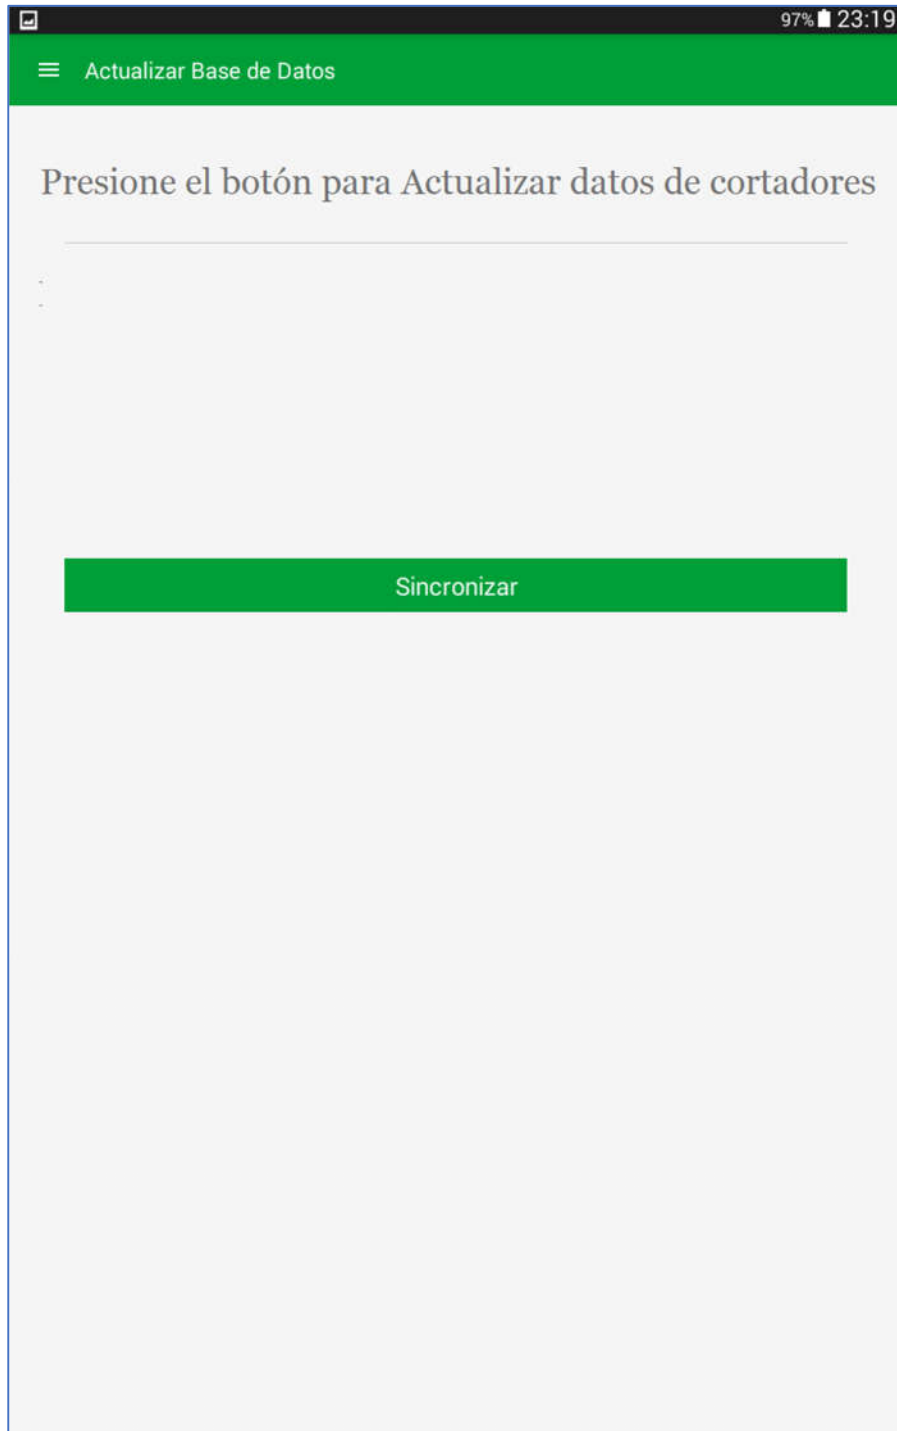 97% 23:19
Actualizar Base de Datos
Presione el botón para Actualizar datos de cortadores
-
-
Sincronizar